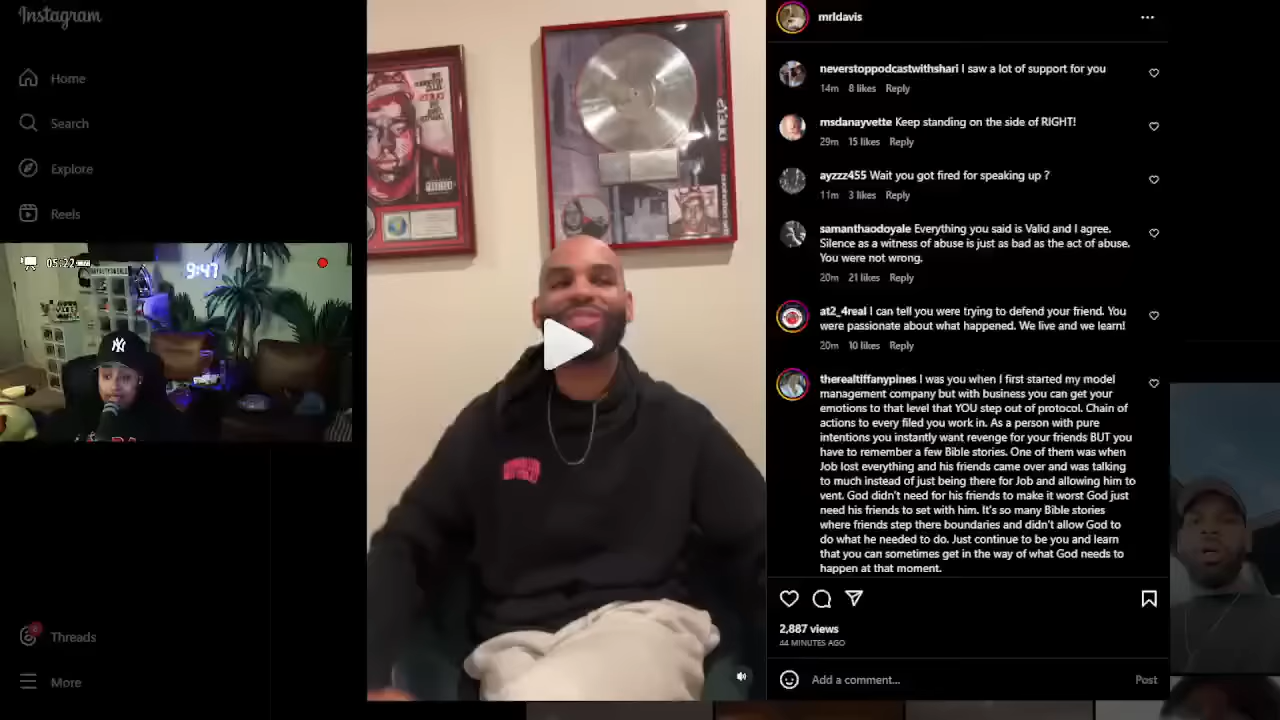 Instagram
Home
Search
Explore
Reels
05:22
9:47
NY
Threads
More
mrldavis
neverstoppodcastwithshari I saw a lot of support for you
14m 8 likes Reply
msdanayvette Keep standing on the side of RIGHT!
29m 15 likes Reply
ayzzz455 Wait you got fired for speaking up ?
11m 3 likes Reply
samanthaodoyale Everything you said is Valid and I agree.
Silence as a witness of abuse is just as bad as the act of abuse.
You were not wrong.
20m 21 likes Reply
at2_4real I can tell you were trying to defend your friend. You
were passionate about what happened. We live and we learn!
20m 10 likes Reply
therealtiffanypines I was you when I first started my model
management company but with business you can get your
emotions to that level that YOU step out of protocol. Chain of
actions to every filed you work in. As a person with pure
intentions you instantly want revenge for your friends BUT you
have to remember a few Bible stories. One of them was when
Job lost everything and his friends came over and was talking
to much instead of just being there for Job and allowing him to
vent. God didn't need for his friends to make it worst God just
need his friends to set with him. It's so many Bible stories
where friends step there boundaries and didn't allow God to
do what he needed to do. Just continue to be you and learn
that you can sometimes get in the way of what God needs to
happen at that moment.
2,887 views
44 MINUTES AGO
Add a comment...
Post